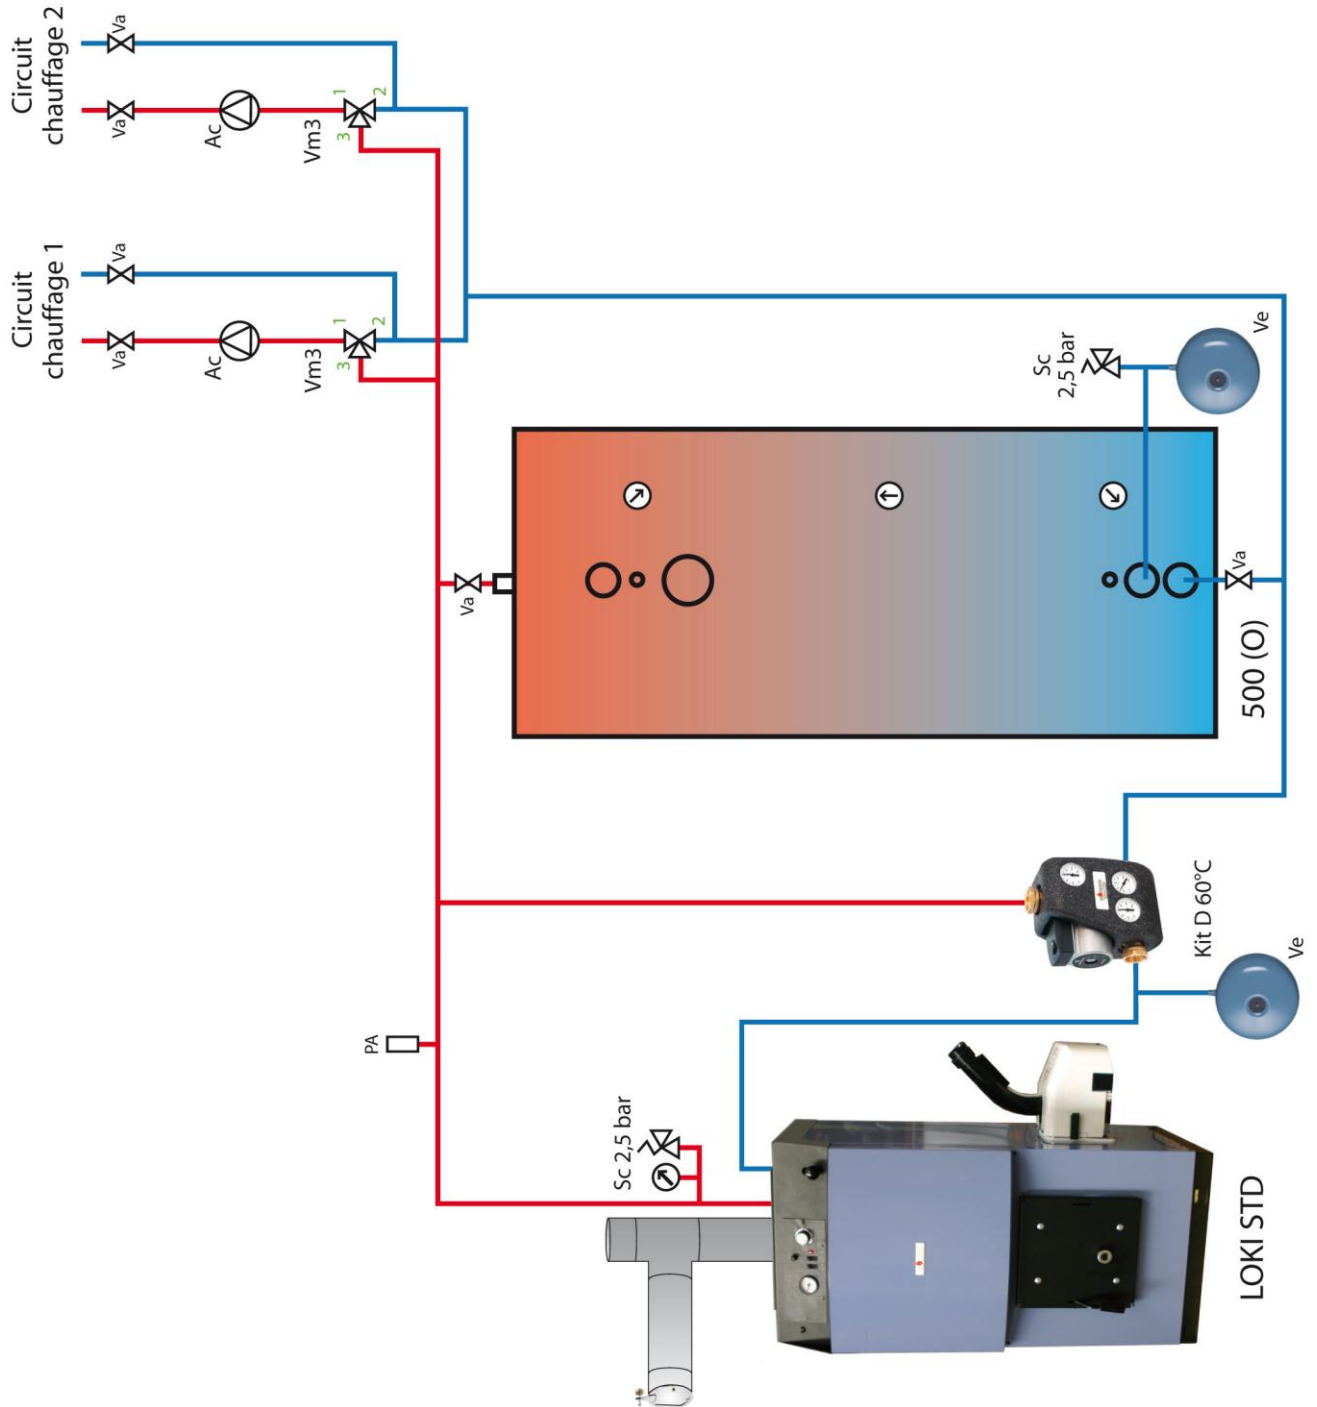 Circuit
chauffage 2
Va
Va
Ac
Vm3
1
2
3
Circuit
chauffage 1
Va
Va
Ac
Vm3
1
2
3
Sc
2,5 bar
Ve
Va
Va
500 (O)
Kit D 60°C
Ve
PA
Sc 2,5 bar
LOKI STD